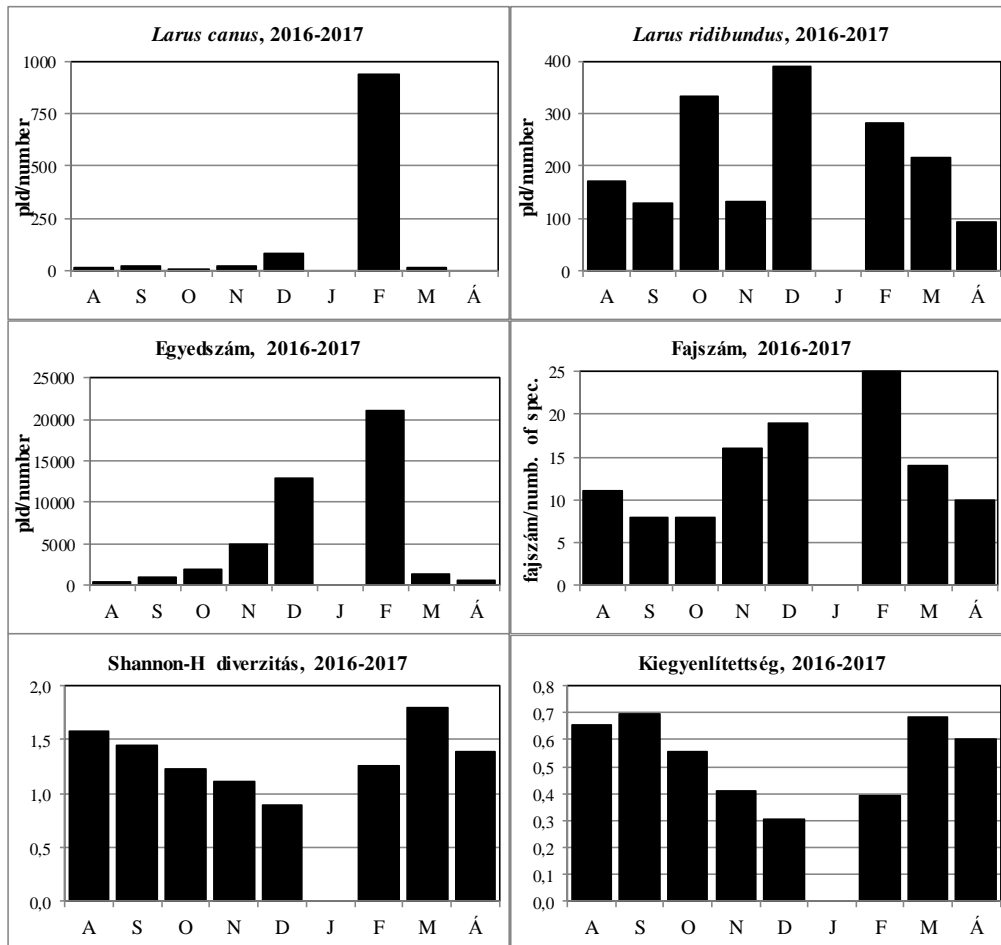 Larus canus, 2016-2017
pld/number
1000
750
500
250
0
A S O N D J F M Á
Larus ridibundus, 2016-2017
pld/number
400
300
200
100
0
A S O N D J F M Á
Egyedszám, 2016-2017
pld/number
25000
20000
15000
10000
5000
0
A S O N D J F M Á
Fajszám, 2016-2017
fajszám/numb. of spec.
25
20
15
10
5
0
A S O N D J F M Á
Shannon-H diverzitás, 2016-2017
2,0
1,5
1,0
0,5
0,0
A S O N D J F M Á
Kiegyenlítettség, 2016-2017
0,8
0,7
0,6
0,5
0,4
0,3
0,2
0,1
0,0
A S O N D J F M Á